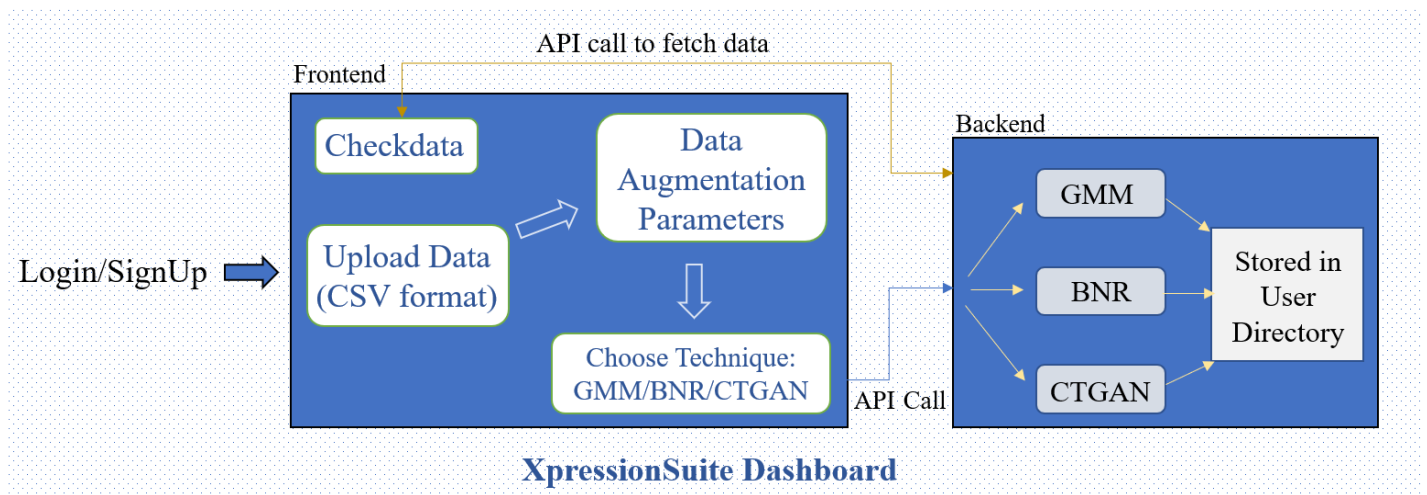 API call to fetch data
Frontend
Checkdata
Data
Augmentation
Parameters
Upload Data
(CSV format)
Login/SignUp
Choose Technique:
GMM/BNR/CTGAN
API Call
Backend
GMM
BNR
CTGAN
Stored in
User
Directory
XpressionSuite Dashboard